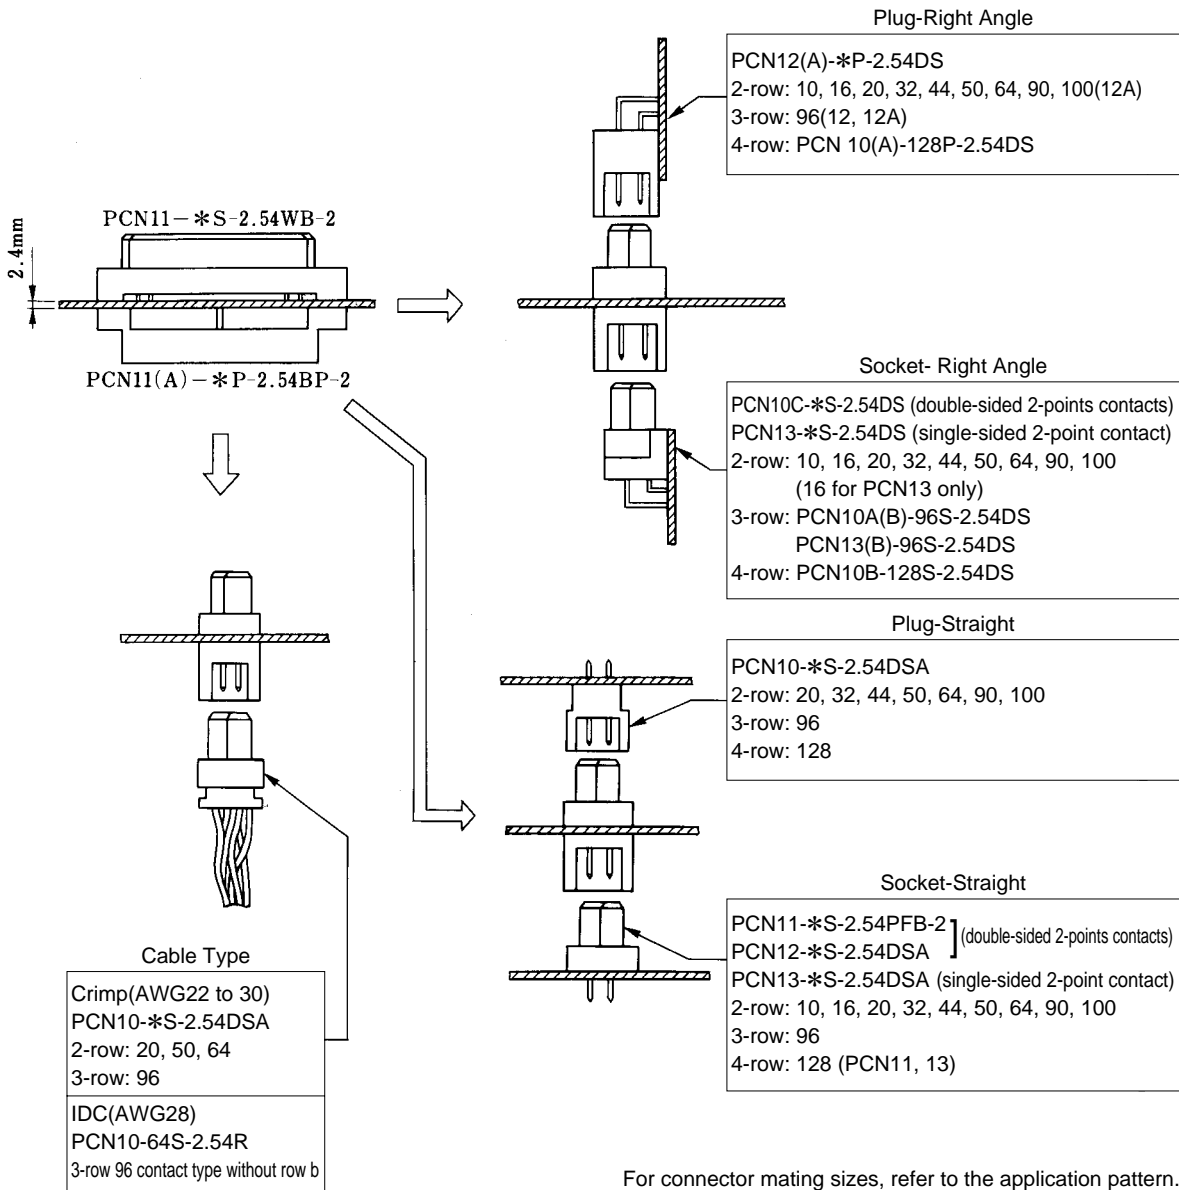 Plug-Right Angle
PCN12(A)-*P-2.54DS
2-row: 10, 16, 20, 32, 44, 50, 64, 90, 100(12A)
3-row: 96(12, 12A)
4-row: PCN 10(A)-128P-2.54DS
PCN11-*S-2.54WB-2
2.4mm
PCN11(A)-*P-2.54BP-2
Socket- Right Angle
PCN10C-*S-2.54DS (double-sided 2-points contacts)
PCN13-*S-2.54DS (single-sided 2-point contact)
2-row: 10, 16, 20, 32, 44, 50, 64, 90, 100
(16 for PCN13 only)
3-row: PCN10A(B)-96S-2.54DS
PCN13(B)-96S-2.54DS
4-row: PCN10B-128S-2.54DS
Plug-Straight
PCN10-*S-2.54DSA
2-row: 20, 32, 44, 50, 64, 90, 100
3-row: 96
4-row: 128
Socket-Straight
PCN11-*S-2.54PFB-2
PCN12-*S-2.54DSA
] (double-sided 2-points contacts)
PCN13-*S-2.54DSA (single-sided 2-point contact)
2-row: 10, 16, 20, 32, 44, 50, 64, 90, 100
3-row: 96
4-row: 128 (PCN11, 13)
Cable Type
Crimp(AWG22 to 30)
PCN10-*S-2.54DSA
2-row: 20, 50, 64
3-row: 96
IDC(AWG28)
PCN10-64S-2.54R
3-row 96 contact type without row b
For connector mating sizes, refer to the application pattern.